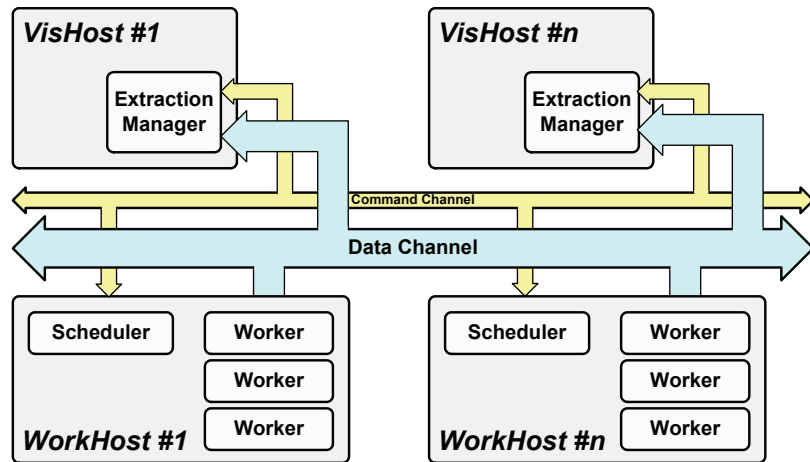 VisHost #1
Extraction
Manager
VisHost #n
Extraction
Manager
Command Channel
Data Channel
Scheduler
Worker
Worker
Worker
WorkHost #1
Scheduler
Worker
Worker
Worker
WorkHost #n